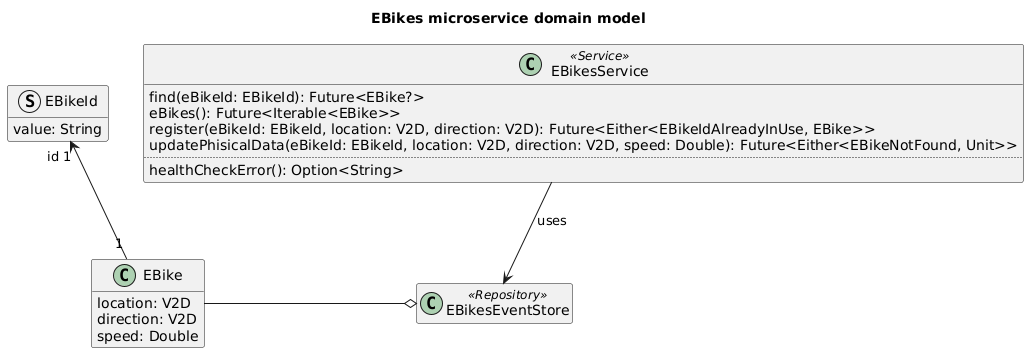 EBikes microservice domain model
C «Service»
EBikesService
find(eBikeId: EBikeId): Future<EBike?>
eBikes(): Future<Iterable<EBike>>
register(eBikeId: EBikeId, location: V2D, direction: V2D): Future<Either<EBikeIdAlreadyInUse, EBike>>
updatePhisicalData(eBikeId: EBikeId, location: V2D, direction: V2D, speed: Double): Future<Either<EBikeNotFound, Unit>>
healthCheckError(): Option<String>
S EBikeId
value: String
id 1
uses
1
C EBike
location: V2D
direction: V2D
speed: Double
C «Repository»
EBikesEventStore